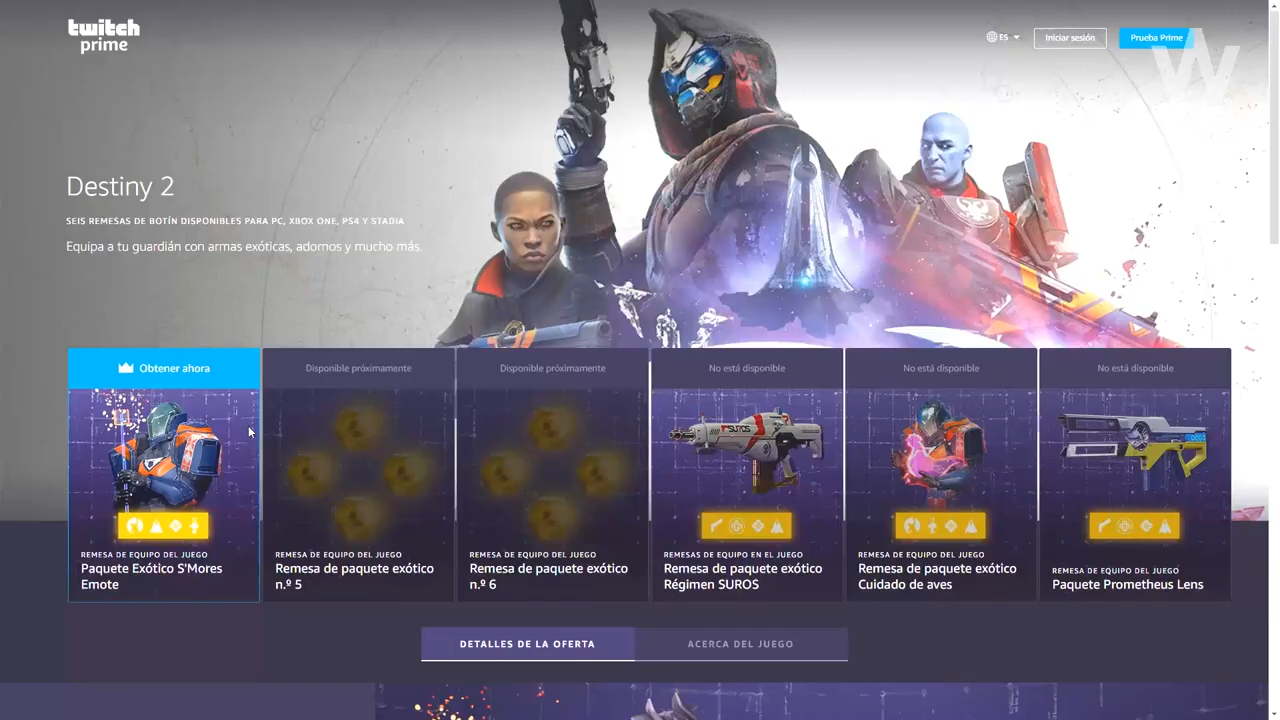 twitch
prime
ES
Iniciar sesión
Prueba Prime
W
Destiny 2
SEIS REMESAS DE BOTÍN DISPONIBLES PARA PC, XBOX ONE, PS4 Y STADIA
Equipa a tu guardián con armas exóticas, adornos y mucho más.
Obtener ahora
REMESA DE EQUIPO DEL JUEGO
Paquete Exótico S'Mores
Emote
Disponible próximamente
REMESA DE EQUIPO DEL JUEGO
Remesa de paquete exótico
n.º 5
Disponible próximamente
REMESA DE EQUIPO DEL JUEGO
Remesa de paquete exótico
n.º 6
No está disponible
SUROS
REMESAS DE EQUIPO EN EL JUEGO
Remesa de paquete exótico
Régimen SUROS
No está disponible
REMESA DE EQUIPO DEL JUEGO
Remesa de paquete exótico
Cuidado de aves
No está disponible
REMESA DE EQUIPO DEL JUEGO
Paquete Prometheus Lens
DETALLES DE LA OFERTA
ACERCA DEL JUEGO